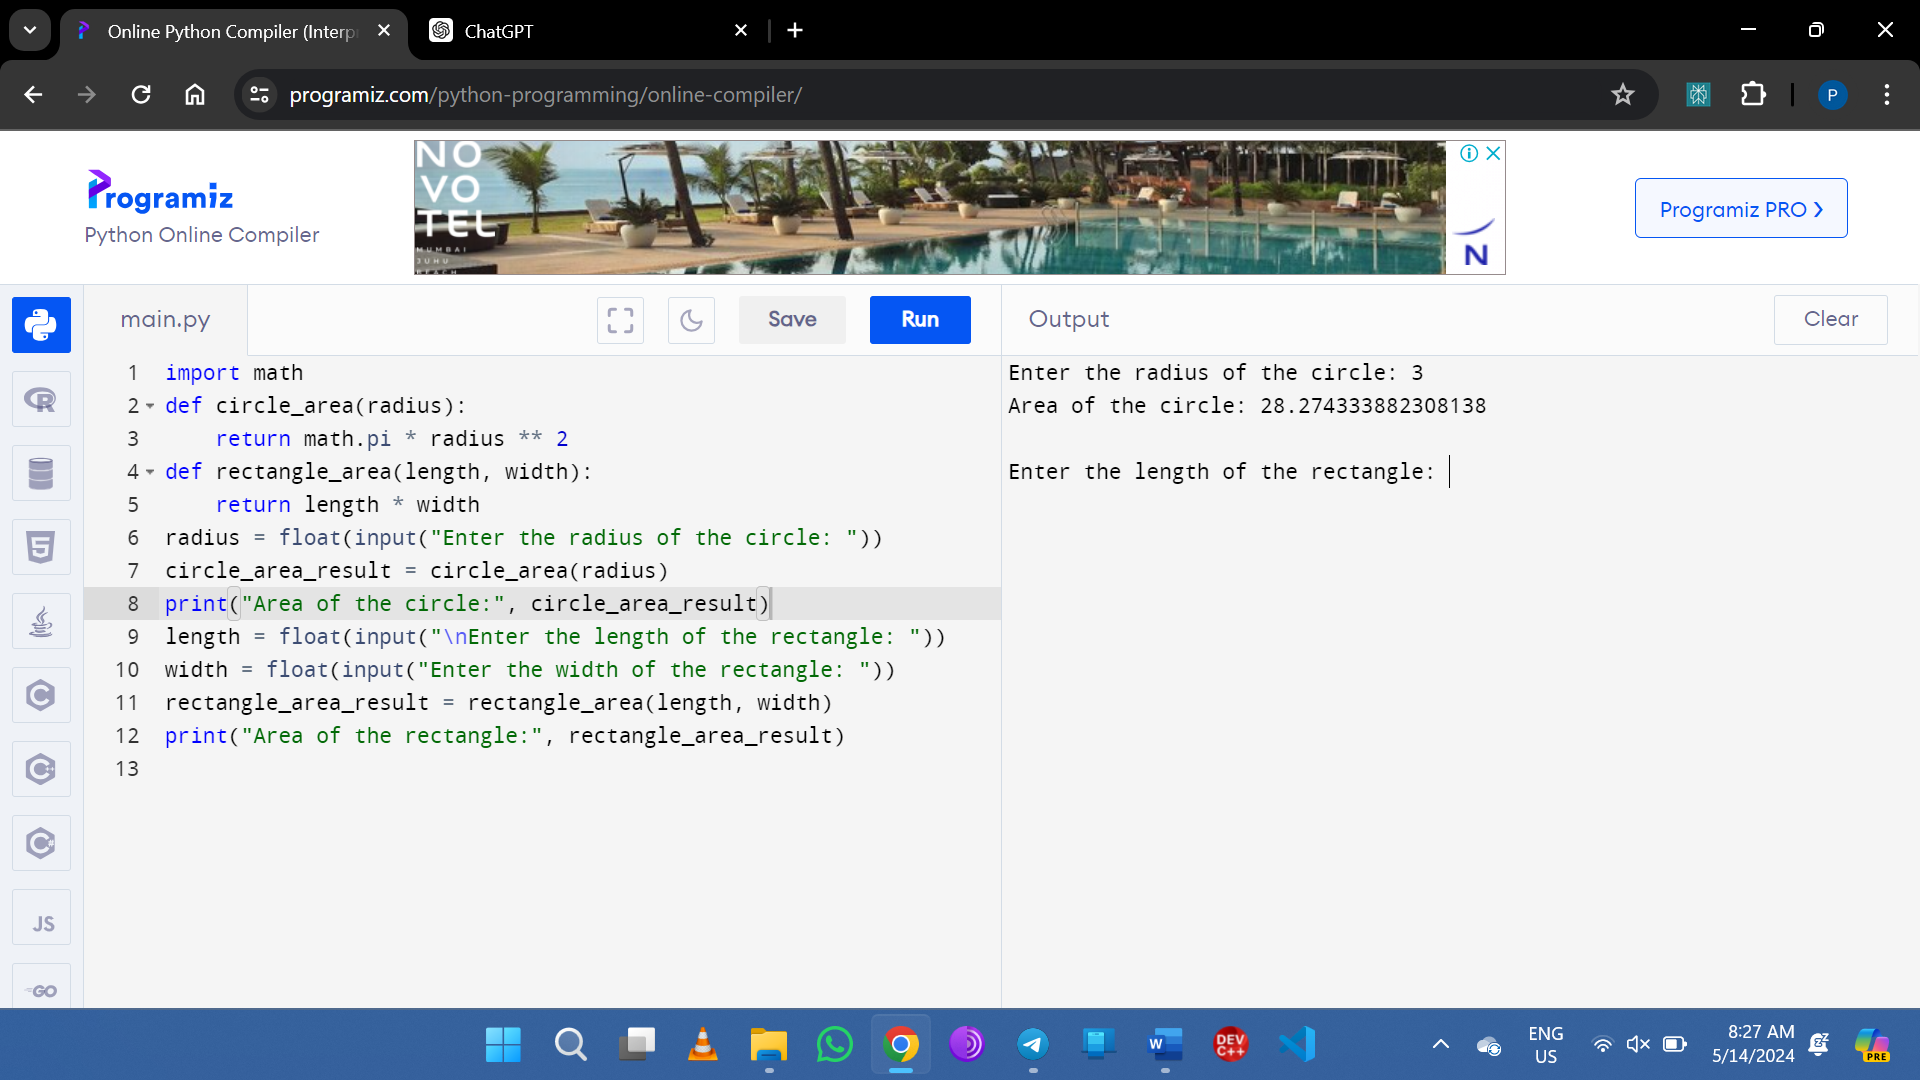 Online Python Compiler (Interp
ChatGPT
programiz.com/python-programming/online-compiler/
P
NO
VO
TEL
MUMBAI
JUHU
BEACH
N
Programiz
Python Online Compiler
Programiz PRO ❯
main.py
Save
Run
Output
Clear
1 import math
2 def circle_area(radius):
3     return math.pi * radius ** 2
4 def rectangle_area(length, width):
5     return length * width
6 radius = float(input("Enter the radius of the circle: "))
7 circle_area_result = circle_area(radius)
8 print("Area of the circle:", circle_area_result)
9 length = float(input("\nEnter the length of the rectangle: "))
10 width = float(input("Enter the width of the rectangle: "))
11 rectangle_area_result = rectangle_area(length, width)
12 print("Area of the rectangle:", rectangle_area_result)
13
Enter the radius of the circle: 3
Area of the circle: 28.274333882308138
Enter the length of the rectangle:
R
5
C
C++
C#
JS
GO
W
DEV
C++
ENG
US
8:27 AM
5/14/2024
PRE